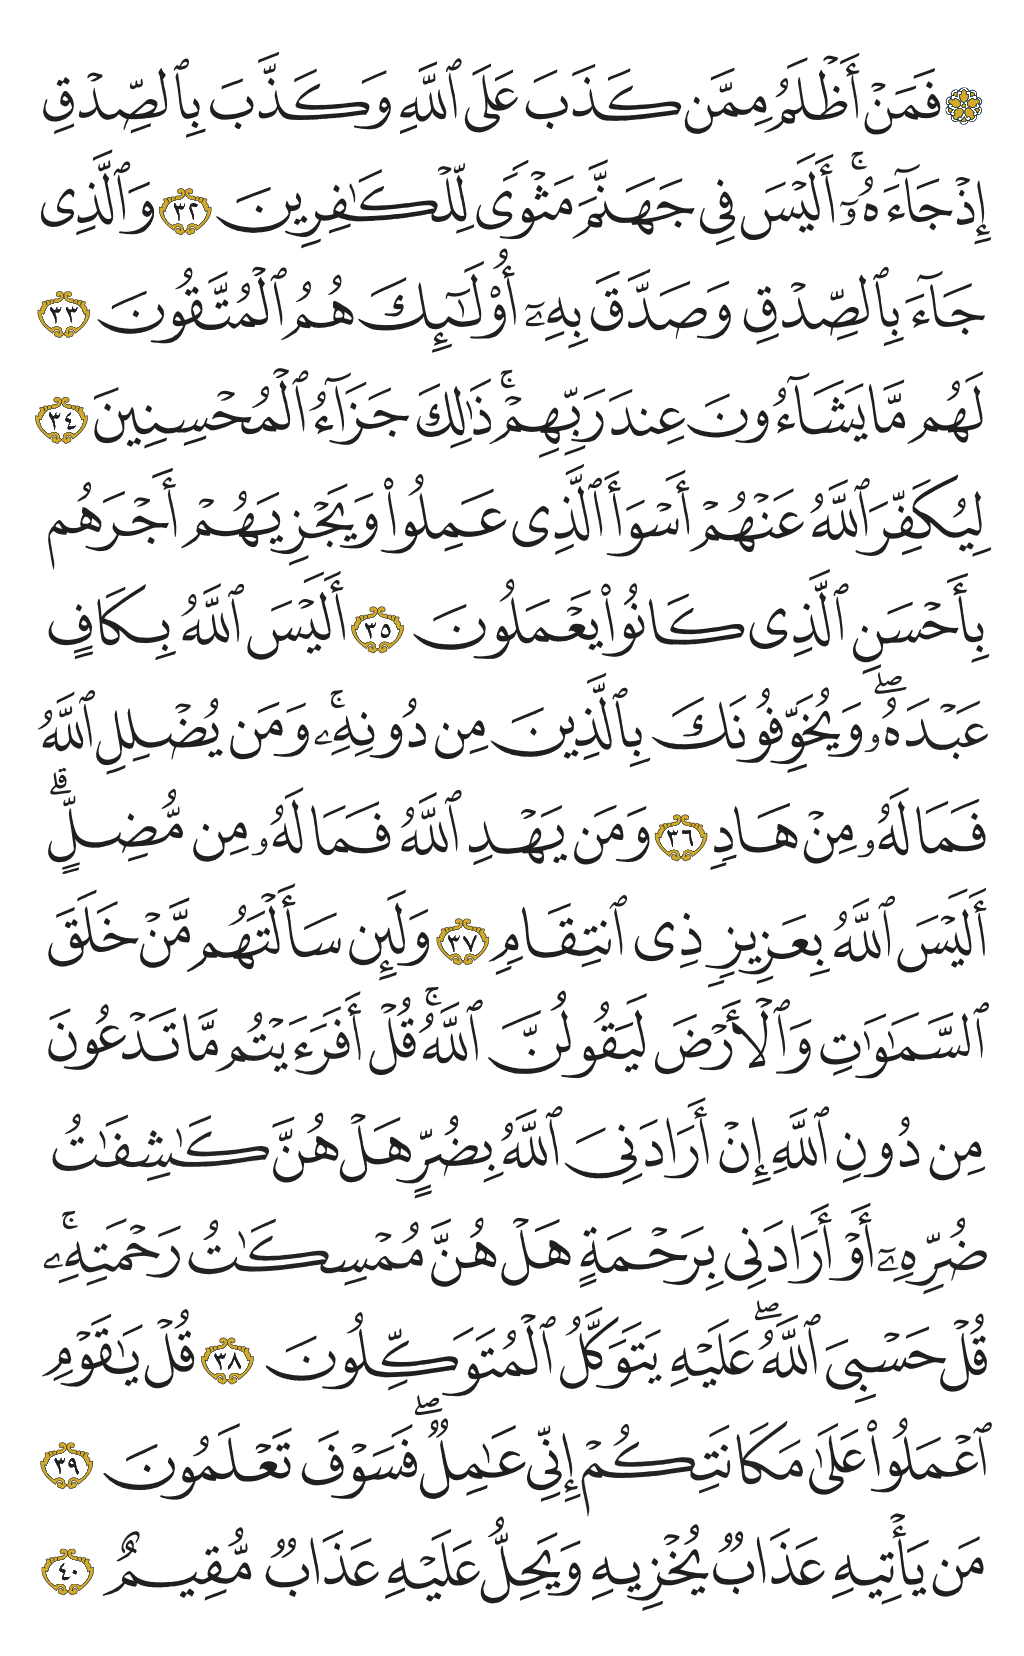 ۞ فَمَنۡ أَظۡلَمُ مِمَّن كَذَبَ عَلَى ٱللَّهِ وَكَذَّبَ بِٱلصِّدۡقِ
إِذۡ جَآءَهُۥٓۚ أَلَيۡسَ فِي جَهَنَّمَ مَثۡوٗى لِّلۡكَٰفِرِينَ ٣٢ وَٱلَّذِي
جَآءَ بِٱلصِّدۡقِ وَصَدَّقَ بِهِۦٓ أُوْلَٰٓئِكَ هُمُ ٱلۡمُتَّقُونَ ٣٣
لَهُم مَّا يَشَآءُونَ عِندَ رَبِّهِمۡۚ ذَٰلِكَ جَزَآءُ ٱلۡمُحۡسِنِينَ ٣٤
لِيُكَفِّرَ ٱللَّهُ عَنۡهُمۡ أَسۡوَأَ ٱلَّذِي عَمِلُواْ وَيَجۡزِيَهُمۡ أَجۡرَهُم
بِأَحۡسَنِ ٱلَّذِي كَانُواْ يَعۡمَلُونَ ٣٥ أَلَيۡسَ ٱللَّهُ بِكَافٍ
عَبۡدَهُۥۖ وَيُخَوِّفُونَكَ بِٱلَّذِينَ مِن دُونِهِۦۚ وَمَن يُضۡلِلِ ٱللَّهُ
فَمَا لَهُۥ مِنۡ هَادٖ ٣٦ وَمَن يَهۡدِ ٱللَّهُ فَمَا لَهُۥ مِن مُّضِلٍّۗ
أَلَيۡسَ ٱللَّهُ بِعَزِيزٖ ذِي ٱنتِقَامٖ ٣٧ وَلَئِن سَأَلۡتَهُم مَّنۡ خَلَقَ
ٱلسَّمَٰوَٰتِ وَٱلۡأَرۡضَ لَيَقُولُنَّ ٱللَّهُۚ قُلۡ أَفَرَءَيۡتُم مَّا تَدۡعُونَ
مِن دُونِ ٱللَّهِ إِنۡ أَرَادَنِيَ ٱللَّهُ بِضُرٍّ هَلۡ هُنَّ كَٰشِفَٰتُ
ضُرِّهِۦٓ أَوۡ أَرَادَنِي بِرَحۡمَةٍ هَلۡ هُنَّ مُمۡسِكَٰتُ رَحۡمَتِهِۦۚ
قُلۡ حَسۡبِيَ ٱللَّهُۖ عَلَيۡهِ يَتَوَكَّلُ ٱلۡمُتَوَكِّلُونَ ٣٨ قُلۡ يَٰقَوۡمِ
ٱعۡمَلُواْ عَلَىٰ مَكَانَتِكُمۡ إِنِّي عَٰمِلٞۖ فَسَوۡفَ تَعۡلَمُونَ ٣٩
مَن يَأۡتِيهِ عَذَابٞ يُخۡزِيهِ وَيَحِلُّ عَلَيۡهِ عَذَابٞ مُّقِيمٌ ٤٠